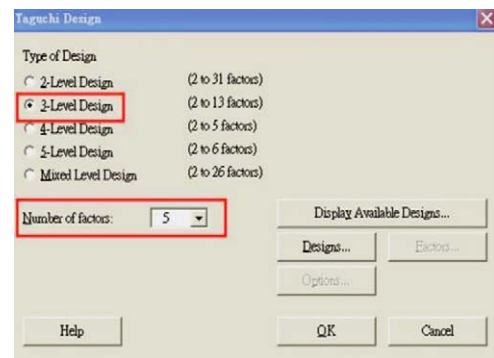 Taguchi Design
Type of Design
2-Level Design (2 to 31 factors)
3-Level Design (2 to 13 factors)
4-Level Design (2 to 5 factors)
5-Level Design (2 to 6 factors)
Mixed Level Design (2 to 26 factors)
Number of factors: 5
Display Available Designs...
Designs... Factors...
Options...
Help OK Cancel